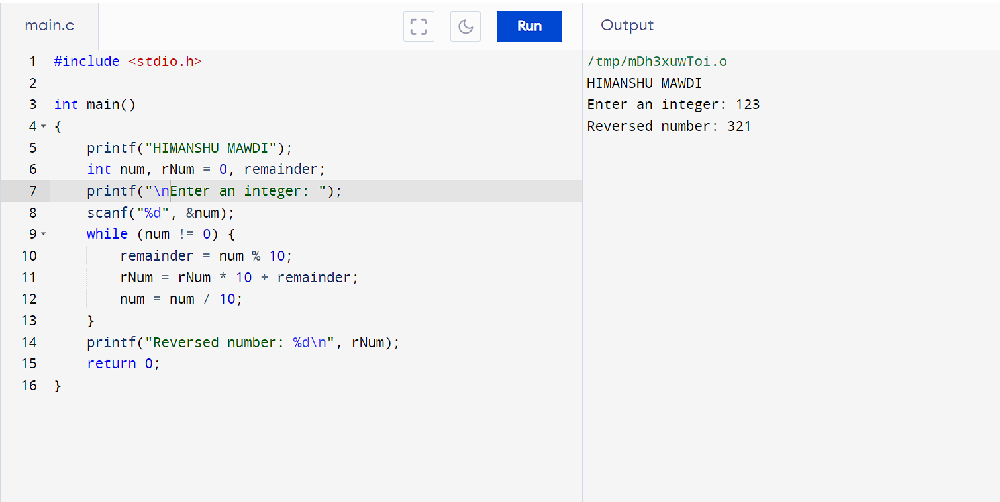 main.c
Run
Output
1 #include <stdio.h>
2
3 int main()
4 {
5     printf("HIMANSHU MAWDI");
6     int num, rNum = 0, remainder;
7     printf("\nEnter an integer: ");
8     scanf("%d", &num);
9     while (num != 0) {
10         remainder = num % 10;
11         rNum = rNum * 10 + remainder;
12         num = num / 10;
13     }
14     printf("Reversed number: %d\n", rNum);
15     return 0;
16 }
/tmp/mDh3xuwToi.o
HIMANSHU MAWDI
Enter an integer: 123
Reversed number: 321